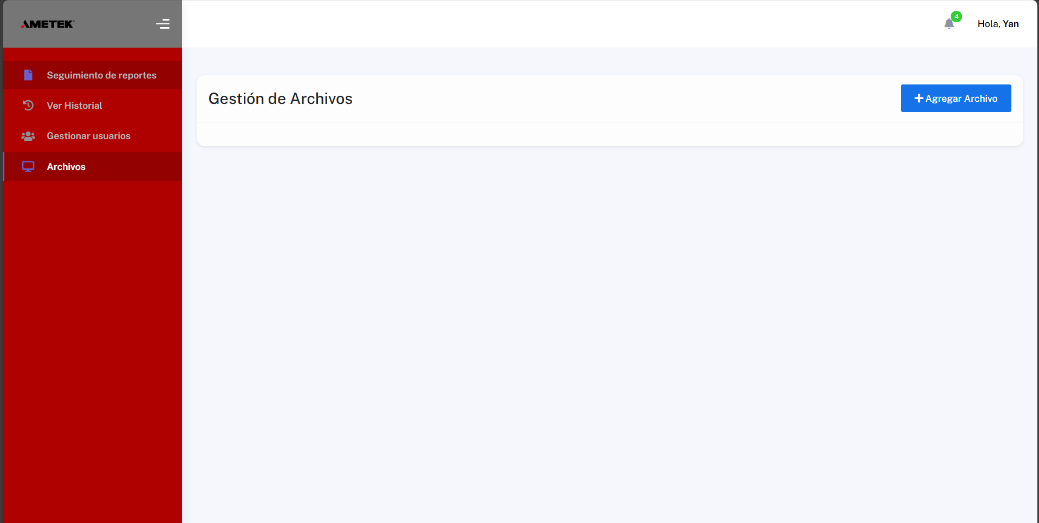 AMETEK
4
Hola, Yan
Seguimiento de reportes
Ver Historial
Gestionar usuarios
Archivos
Gestión de Archivos
Agregar Archivo